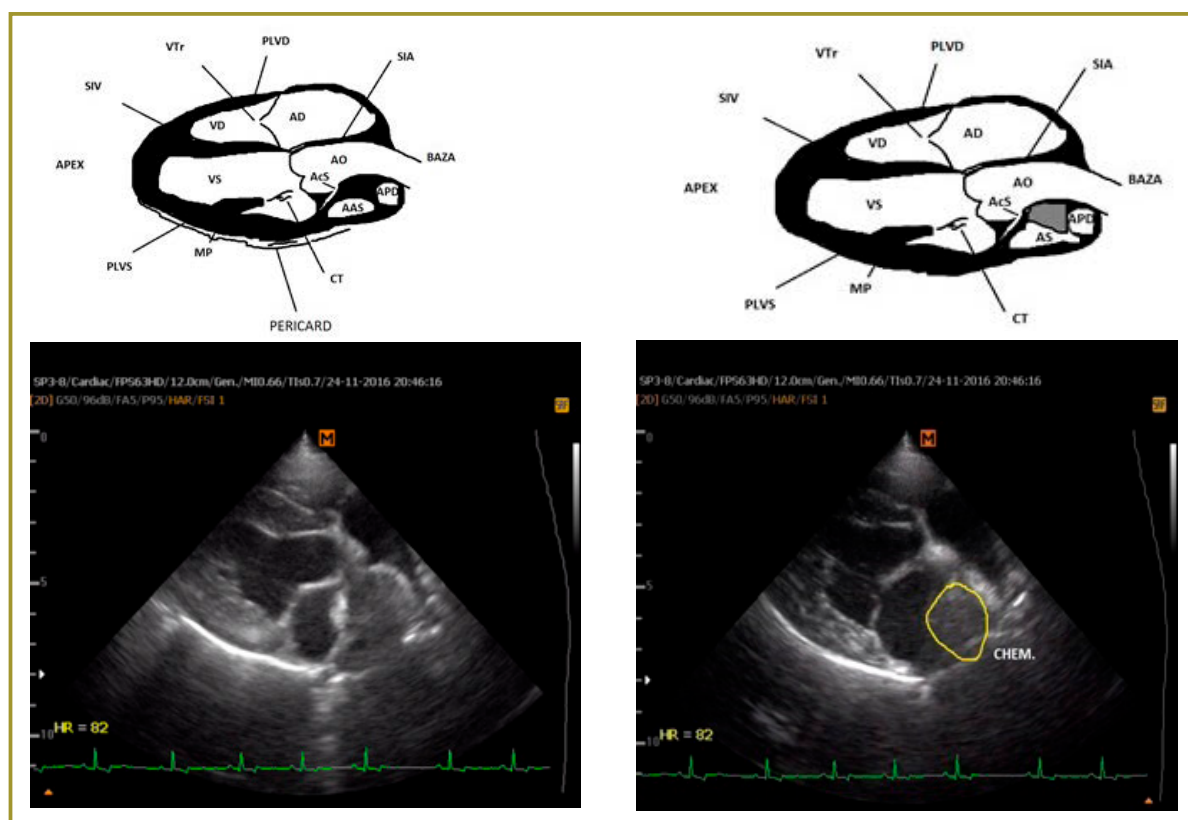 VTr
PLVD
SIA
SIV
VD
AD
AO
BAZA
APEX
VS
AcS
APD
AAS
PLVS
MP
CT
PERICARD
VTr
PLVD
SIA
SIV
VD
AD
AO
BAZA
APEX
VS
AcS
APD
AS
PLVS
MP
CT
SP3-8/Cardiac/FPS63HD/12.0cm/Gen./MI0.66/TIs0.7/24-11-2016 20:46:16
[2D] G50/96dB/FA5/P95/HAR/FSI 1
M
0
5
10
HR = 82
SP3-8/Cardiac/FPS63HD/12.0cm/Gen./MI0.66/TIs0.7/24-11-2016 20:46:16
[2D] G50/96dB/FA5/P95/HAR/FSI 1
M
0
5
CHEM.
10
HR = 82